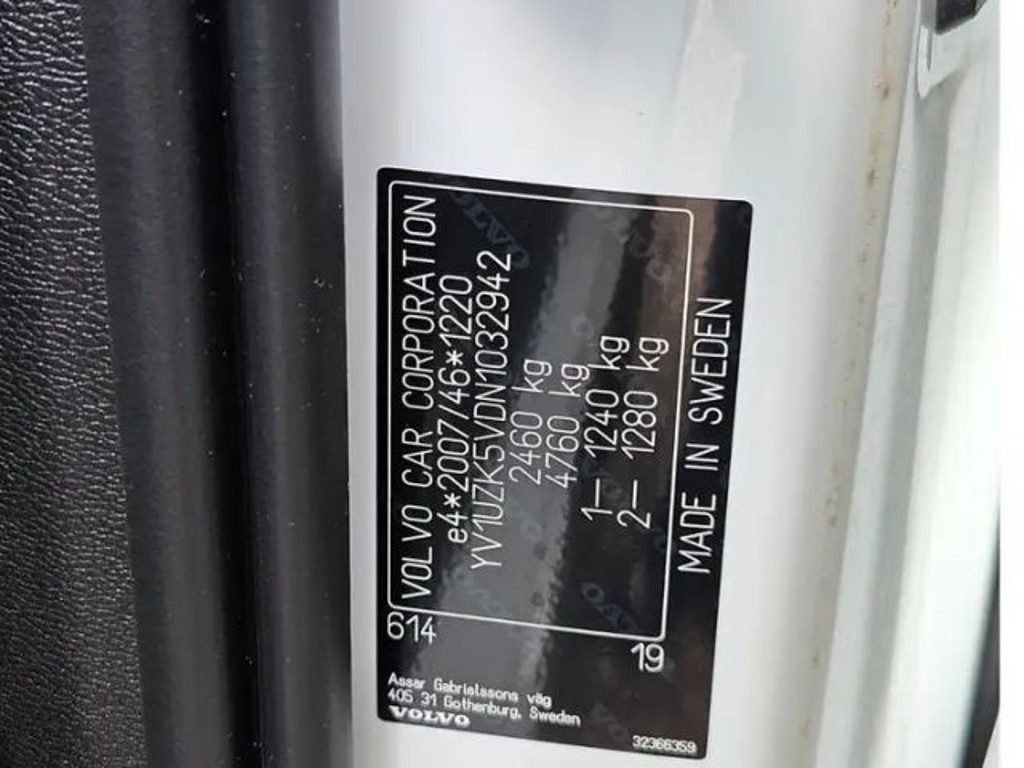 VOLVO CAR CORPORATION
e4*2007/46*1220
YV1UZK5VDN1032942
2460 kg
4760 kg
1– 1240 kg
2– 1280 kg
MADE IN SWEDEN
614
19
Assar Gabrielssons väg
405 31 Gothenburg, Sweden
VOLVO
32366359